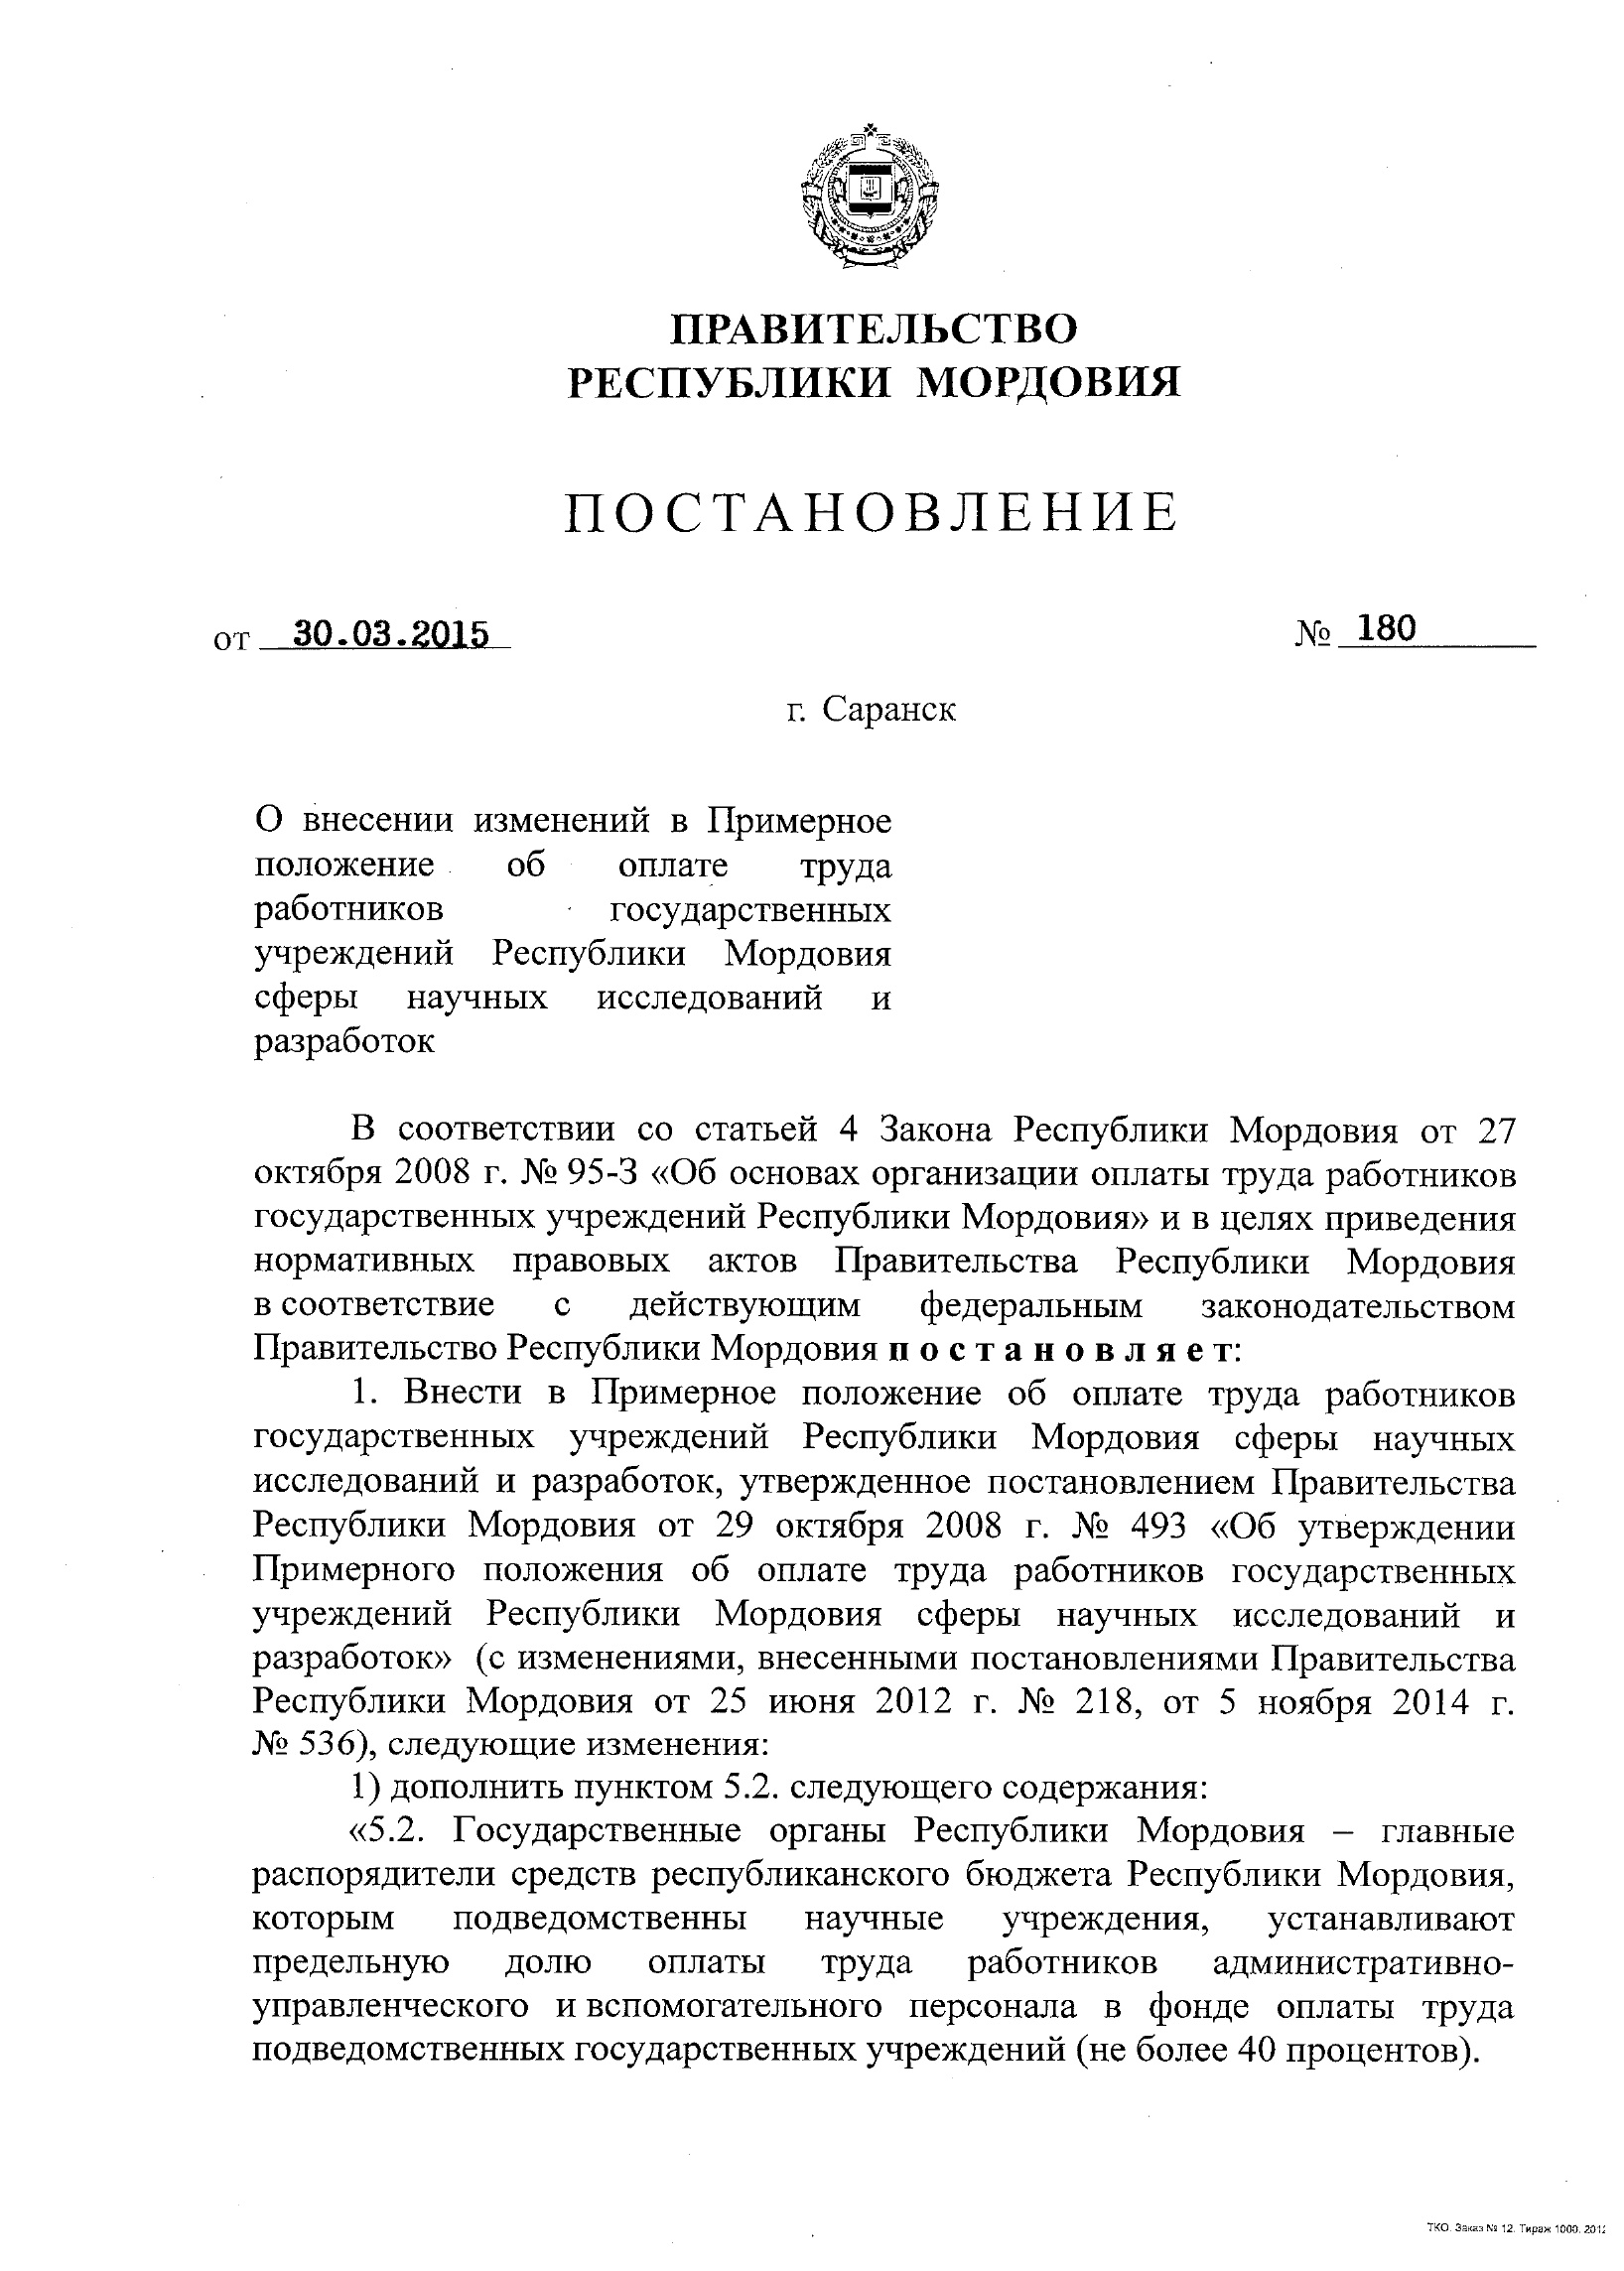 ПРАВИТЕЛЬСТВО
РЕСПУБЛИКИ МОРДОВИЯ
ПОСТАНОВЛЕНИЕ
от 30.03.2015 № 180
г. Саранск
О внесении изменений в Примерное
положение об оплате труда
работников государственных
учреждений Республики Мордовия
сферы научных исследований и
разработок
В соответствии со статьей 4 Закона Республики Мордовия от 27
октября 2008 г. № 95-З «Об основах организации оплаты труда работников
государственных учреждений Республики Мордовия» и в целях приведения
нормативных правовых актов Правительства Республики Мордовия
в соответствие с действующим федеральным законодательством
Правительство Республики Мордовия п о с т а н о в л я е т:
1. Внести в Примерное положение об оплате труда работников
государственных учреждений Республики Мордовия сферы научных
исследований и разработок, утвержденное постановлением Правительства
Республики Мордовия от 29 октября 2008 г. № 493 «Об утверждении
Примерного положения об оплате труда работников государственных
учреждений Республики Мордовия сферы научных исследований и
разработок» (с изменениями, внесенными постановлениями Правительства
Республики Мордовия от 25 июня 2012 г. № 218, от 5 ноября 2014 г.
№ 536), следующие изменения:
1) дополнить пунктом 5.2. следующего содержания:
«5.2. Государственные органы Республики Мордовия – главные
распорядители средств республиканского бюджета Республики Мордовия,
которым подведомственны научные учреждения, устанавливают
предельную долю оплаты труда работников административно-
управленческого и вспомогательного персонала в фонде оплаты труда
подведомственных государственных учреждений (не более 40 процентов).
ТКО. Заказ № 12. Тираж 1000.